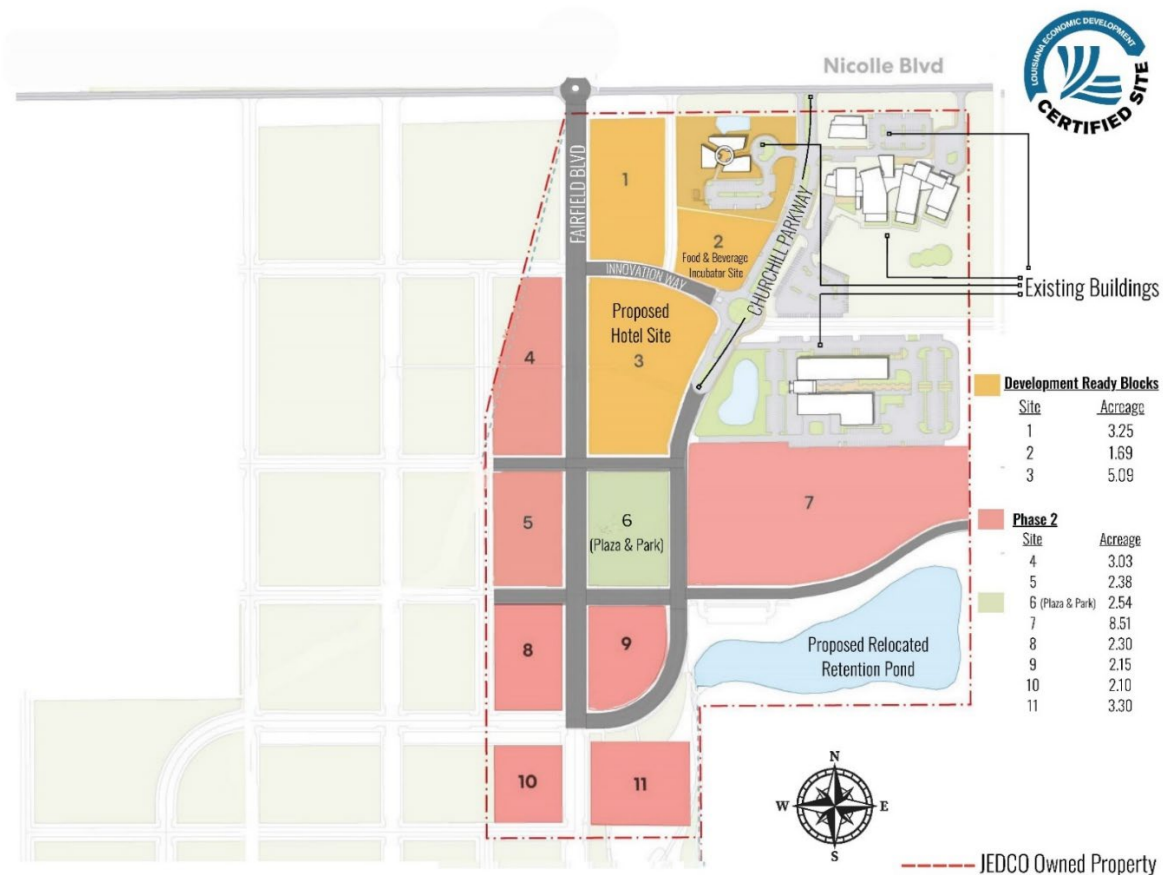 LOUISIANA ECONOMIC DEVELOPMENT
CERTIFIED SITE
Nicolle Blvd
FAIRFIELD BLVD
1
2
Food & Beverage
Incubator Site
CHURCHILL PARKWAY
INNOVATION WAY
Existing Buildings
Proposed
Hotel Site
3
4
5
6
(Plaza & Park)
7
8
9
Proposed Relocated
Retention Pond
10
11
Development Ready Blocks
Site Acreage
1 3.25
2 1.69
3 5.09
Phase 2
Site Acreage
4 3.03
5 2.38
6 (Plaza & Park) 2.54
7 8.51
8 2.30
9 2.15
10 2.10
11 3.30
N
W E
S
JEDCO Owned Property